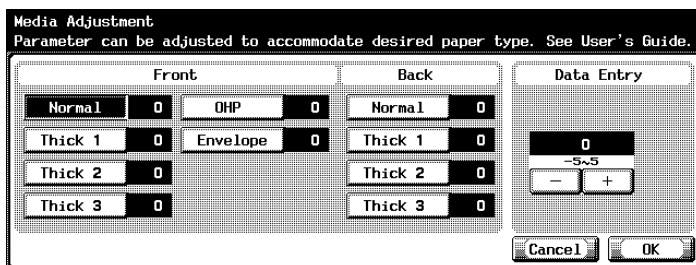 Media Adjustment
Parameter can be adjusted to accommodate desired paper type. See User's Guide.
Front Back Data Entry
Normal 0 OHP 0 Normal 0
Thick 1 0 Envelope 0 Thick 1 0 0
-5~5
Thick 2 0 Thick 2 0 - +
Thick 3 0 Thick 3 0
Cancel OK